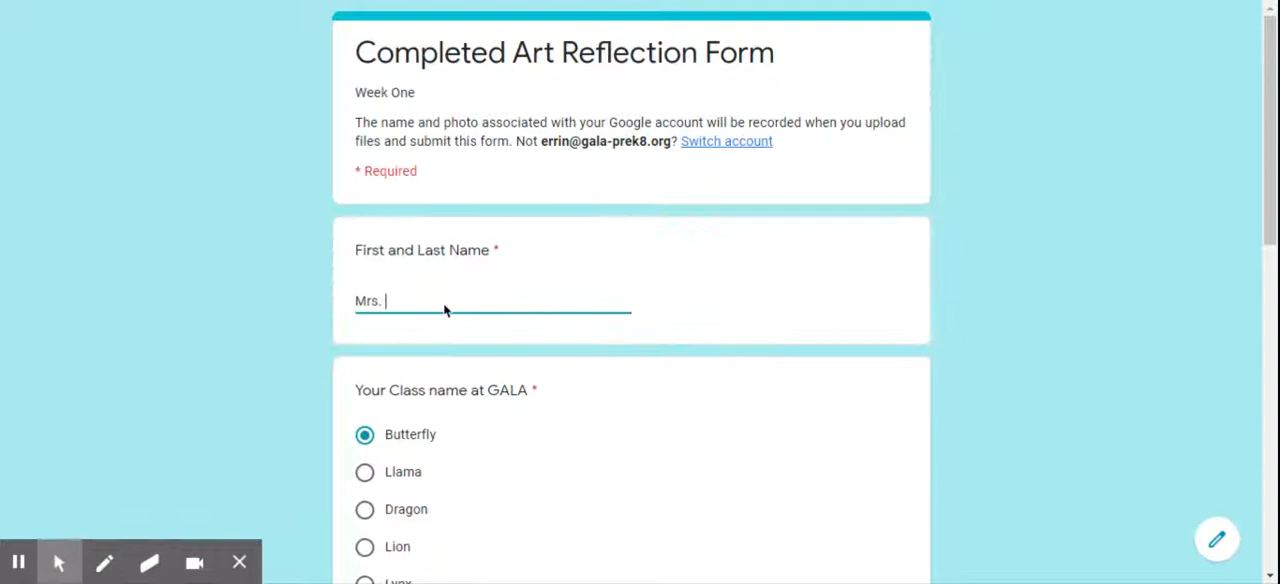 Completed Art Reflection Form
Week One
The name and photo associated with your Google account will be recorded when you upload
files and submit this form. Not errin@gala-prek8.org? Switch account
* Required
First and Last Name *
Mrs.
Your Class name at GALA *
Butterfly
Llama
Dragon
Lion
Lynx